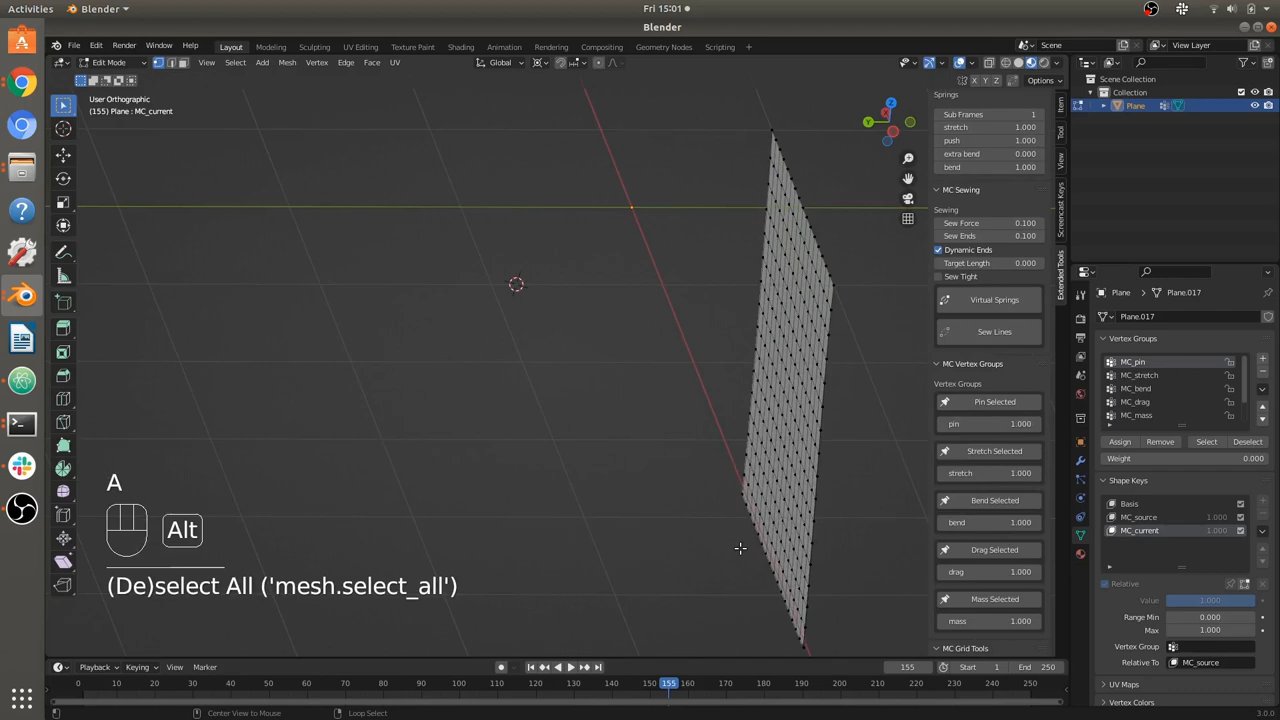 Activities Blender Fri 15:01
Blender
File Edit Render Window Help Layout Modeling Sculpting UV Editing Texture Paint Shading Animation Rendering Compositing Geometry Nodes Scripting + Scene View Layer
Edit Mode View Select Add Mesh Vertex Edge Face UV Global
X Y Z Options
User Orthographic
(155) Plane : MC_current
Scene Collection
Collection
Plane
Z
Y
X
Item
Tool
View
Screencast Keys
Extended Tools
Springs
Sub Frames 1
stretch 1.000
push 1.000
extra bend 0.000
bend 1.000
MC Sewing
Sewing
Sew Force 0.100
Sew Ends 0.100
Dynamic Ends
Target Length 0.000
Sew Tight
Virtual Springs
Sew Lines
MC Vertex Groups
Vertex Groups
Pin Selected
pin 1.000
Stretch Selected
stretch 1.000
Bend Selected
bend 1.000
Drag Selected
drag 1.000
Mass Selected
mass 1.000
MC Grid Tools
Plane Plane.017
Plane.017
Vertex Groups
MC_pin
MC_stretch
MC_bend
MC_drag
MC_mass
Assign Remove Select Deselect
Weight 0.000
Shape Keys
Basis
MC_source 1.000
MC_current 1.000
Relative
Value 1.000
Range Min 0.000
Max 1.000
Vertex Group
Relative To MC_source
UV Maps
Vertex Colors
A
Alt
(De)select All ('mesh.select_all')
Playback Keying View Marker 155 Start 1 End 250
0 10 20 30 40 50 60 70 80 90 100 110 120 130 140 150 155 170 180 190 200 210 220 230 240 250
Center View to Mouse Loop Select 3.0.0